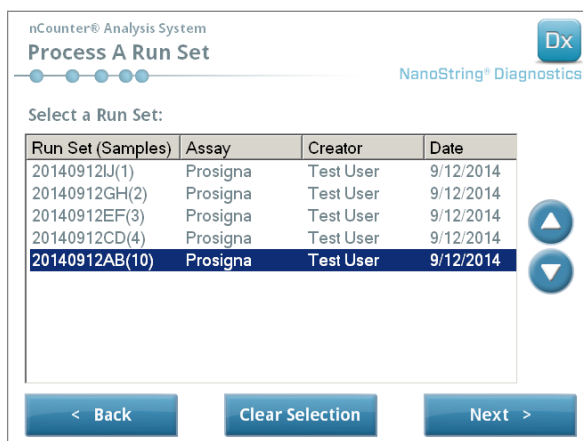 nCounter® Analysis System
Process A Run Set
Dx
NanoString® Diagnostics
Select a Run Set:
Run Set (Samples) Assay Creator Date
20140912IJ(1) Prosigna Test User 9/12/2014
20140912GH(2) Prosigna Test User 9/12/2014
20140912EF(3) Prosigna Test User 9/12/2014
20140912CD(4) Prosigna Test User 9/12/2014
20140912AB(10) Prosigna Test User 9/12/2014
< Back Clear Selection Next >